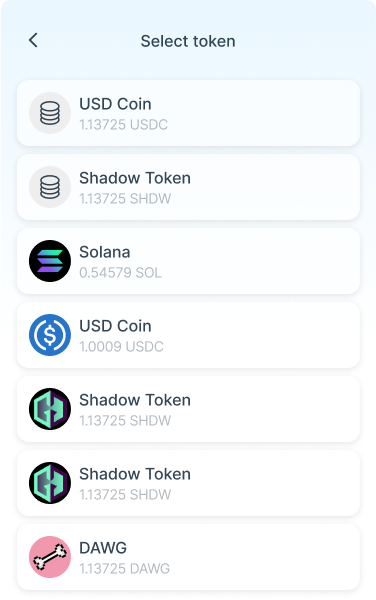 Select token
USD Coin
1.13725 USDC
Shadow Token
1.13725 SHDW
Solana
0.54579 SOL
USD Coin
1.0009 USDC
Shadow Token
1.13725 SHDW
Shadow Token
1.13725 SHDW
DAWG
1.13725 DAWG